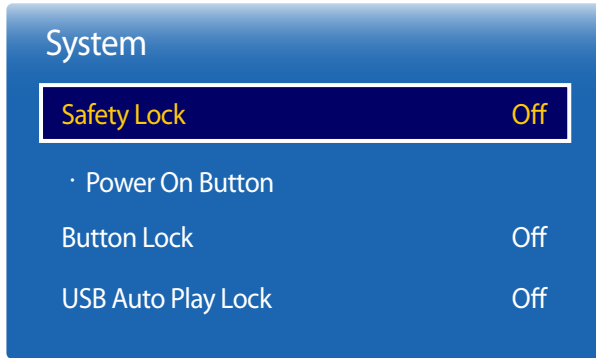 System
Safety Lock Off
· Power On Button
Button Lock Off
USB Auto Play Lock Off